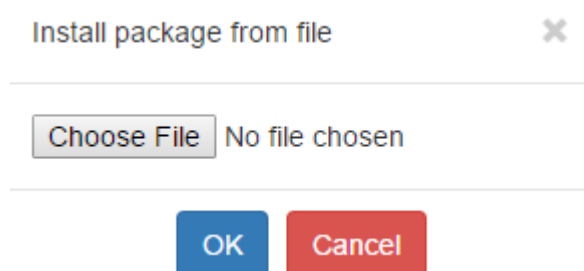 Install package from file
Choose File No file chosen
OK Cancel